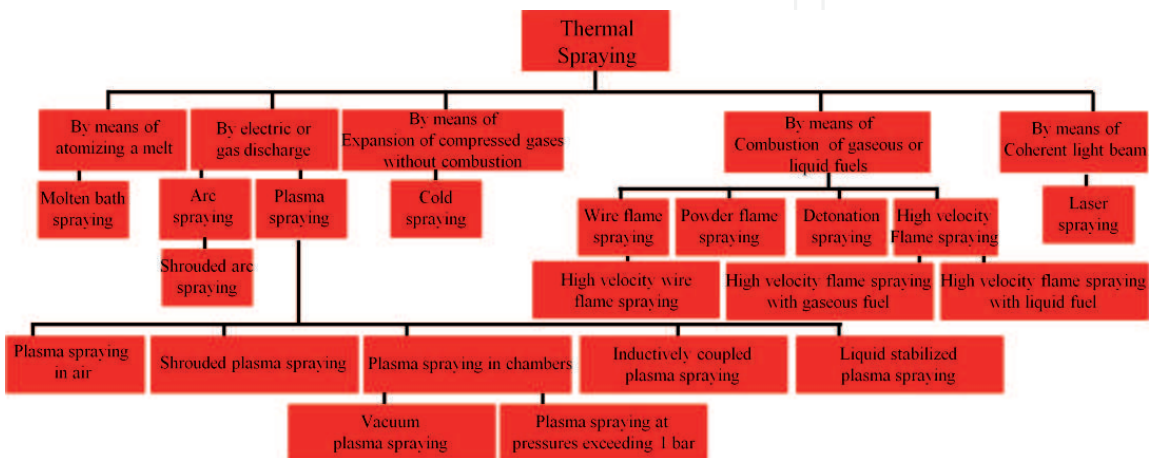 Thermal
Spraying
By means of
atomizing a melt
By electric or
gas discharge
By means of
Expansion of compressed gases
without combustion
By means of
Combustion of gaseous or
liquid fuels
By means of
Coherent light beam
Molten bath
spraying
Arc
spraying
Plasma
spraying
Cold
spraying
Wire flame
spraying
Powder flame
spraying
Detonation
spraying
High velocity
Flame spraying
Laser
spraying
Shrouded arc
spraying
High velocity wire
flame spraying
High velocity flame spraying
with gaseous fuel
High velocity flame spraying
with liquid fuel
Plasma spraying
in air
Shrouded plasma spraying
Plasma spraying in chambers
Inductively coupled
plasma spraying
Liquid stabilized
plasma spraying
Vacuum
plasma spraying
Plasma spraying at
pressures exceeding 1 bar